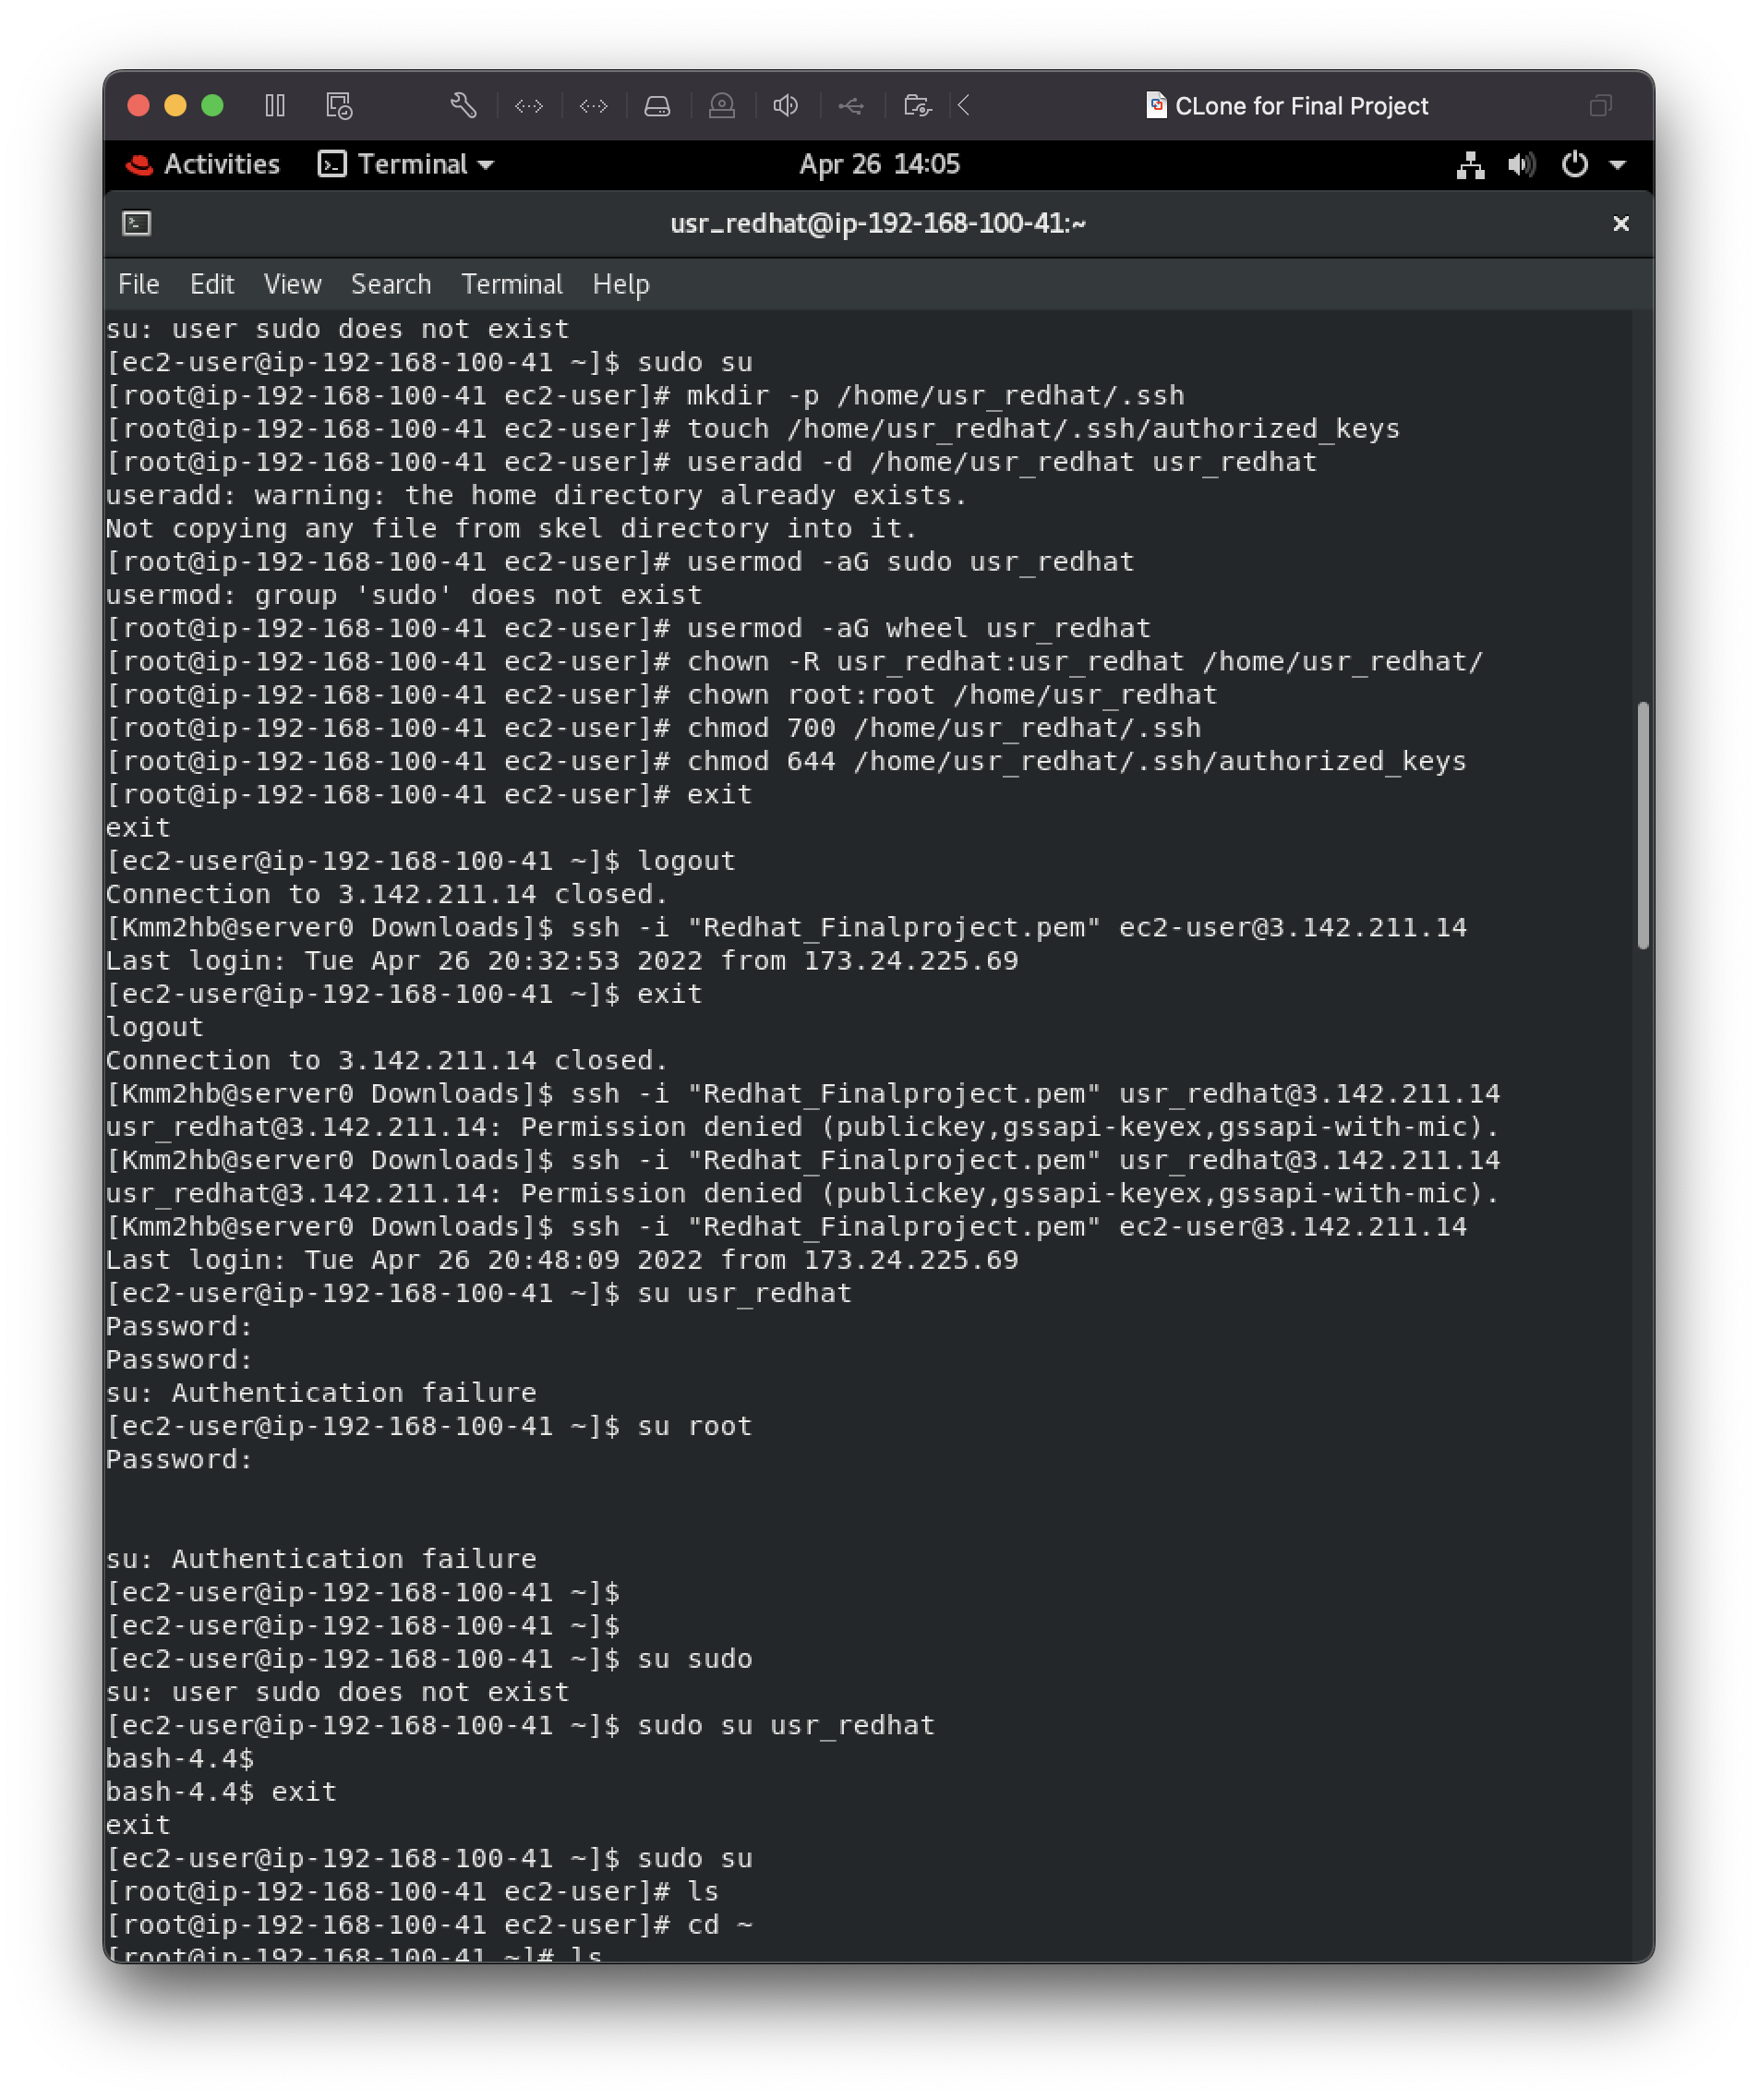 CLone for Final Project
Activities Terminal Apr 26 14:05
usr_redhat@ip-192-168-100-41:~
File Edit View Search Terminal Help
su: user sudo does not exist
[ec2-user@ip-192-168-100-41 ~]$ sudo su
[root@ip-192-168-100-41 ec2-user]# mkdir -p /home/usr_redhat/.ssh
[root@ip-192-168-100-41 ec2-user]# touch /home/usr_redhat/.ssh/authorized_keys
[root@ip-192-168-100-41 ec2-user]# useradd -d /home/usr_redhat usr_redhat
useradd: warning: the home directory already exists.
Not copying any file from skel directory into it.
[root@ip-192-168-100-41 ec2-user]# usermod -aG sudo usr_redhat
usermod: group 'sudo' does not exist
[root@ip-192-168-100-41 ec2-user]# usermod -aG wheel usr_redhat
[root@ip-192-168-100-41 ec2-user]# chown -R usr_redhat:usr_redhat /home/usr_redhat/
[root@ip-192-168-100-41 ec2-user]# chown root:root /home/usr_redhat
[root@ip-192-168-100-41 ec2-user]# chmod 700 /home/usr_redhat/.ssh
[root@ip-192-168-100-41 ec2-user]# chmod 644 /home/usr_redhat/.ssh/authorized_keys
[root@ip-192-168-100-41 ec2-user]# exit
exit
[ec2-user@ip-192-168-100-41 ~]$ logout
Connection to 3.142.211.14 closed.
[Kmm2hb@server0 Downloads]$ ssh -i "Redhat_Finalproject.pem" ec2-user@3.142.211.14
Last login: Tue Apr 26 20:32:53 2022 from 173.24.225.69
[ec2-user@ip-192-168-100-41 ~]$ exit
logout
Connection to 3.142.211.14 closed.
[Kmm2hb@server0 Downloads]$ ssh -i "Redhat_Finalproject.pem" usr_redhat@3.142.211.14
usr_redhat@3.142.211.14: Permission denied (publickey,gssapi-keyex,gssapi-with-mic).
[Kmm2hb@server0 Downloads]$ ssh -i "Redhat_Finalproject.pem" usr_redhat@3.142.211.14
usr_redhat@3.142.211.14: Permission denied (publickey,gssapi-keyex,gssapi-with-mic).
[Kmm2hb@server0 Downloads]$ ssh -i "Redhat_Finalproject.pem" ec2-user@3.142.211.14
Last login: Tue Apr 26 20:48:09 2022 from 173.24.225.69
[ec2-user@ip-192-168-100-41 ~]$ su usr_redhat
Password:
Password:
su: Authentication failure
[ec2-user@ip-192-168-100-41 ~]$ su root
Password:
su: Authentication failure
[ec2-user@ip-192-168-100-41 ~]$
[ec2-user@ip-192-168-100-41 ~]$
[ec2-user@ip-192-168-100-41 ~]$ su sudo
su: user sudo does not exist
[ec2-user@ip-192-168-100-41 ~]$ sudo su usr_redhat
bash-4.4$
bash-4.4$ exit
exit
[ec2-user@ip-192-168-100-41 ~]$ sudo su
[root@ip-192-168-100-41 ec2-user]# ls
[root@ip-192-168-100-41 ec2-user]# cd ~
[root@ip-192-168-100-41 ~]# ls